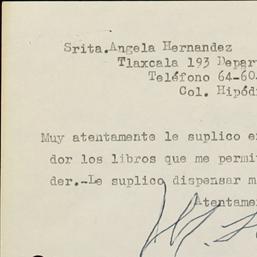 Srita.Angela Hernandez
Tlaxcala 193 Depar
Teléfono 64-60
Col. Hipód
Muy atentamente le suplico e
dor los libros que me permi
der.-Le suplico dispensar m
Atentame